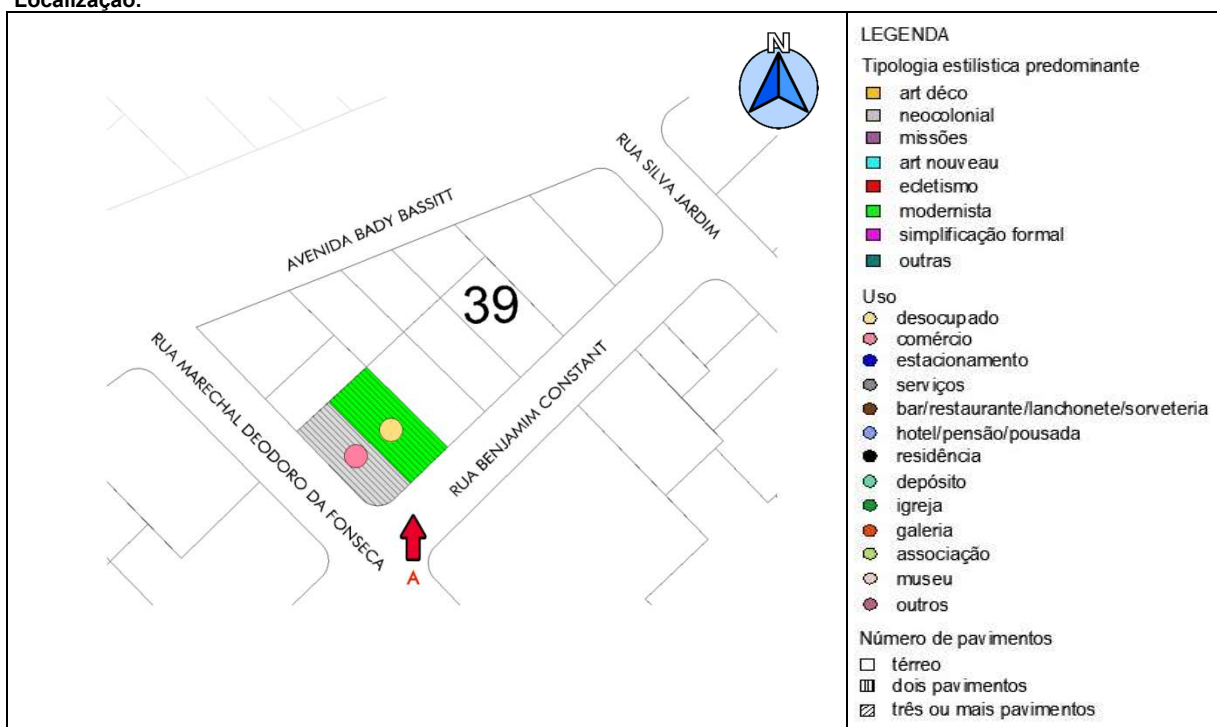 Localização:
N
RUA SILVA JARDIM
AVENIDA BADY BASSITT
39
RUA MARECHAL DEODORO DA FONSECA
RUA BENJAMIM CONSTANT
A
LEGENDA
Tipologia estilística predominante
art déco
neocolonial
missões
art nouveau
ecletismo
modernista
simplificação formal
outras
Uso
desocupado
comércio
estacionamento
serviços
bar/restaurante/lanchonete/sorveteria
hotel/pensão/pousada
residência
depósito
igreja
galeria
associação
museu
outros
Número de pavimentos
térreo
dois pavimentos
três ou mais pavimentos